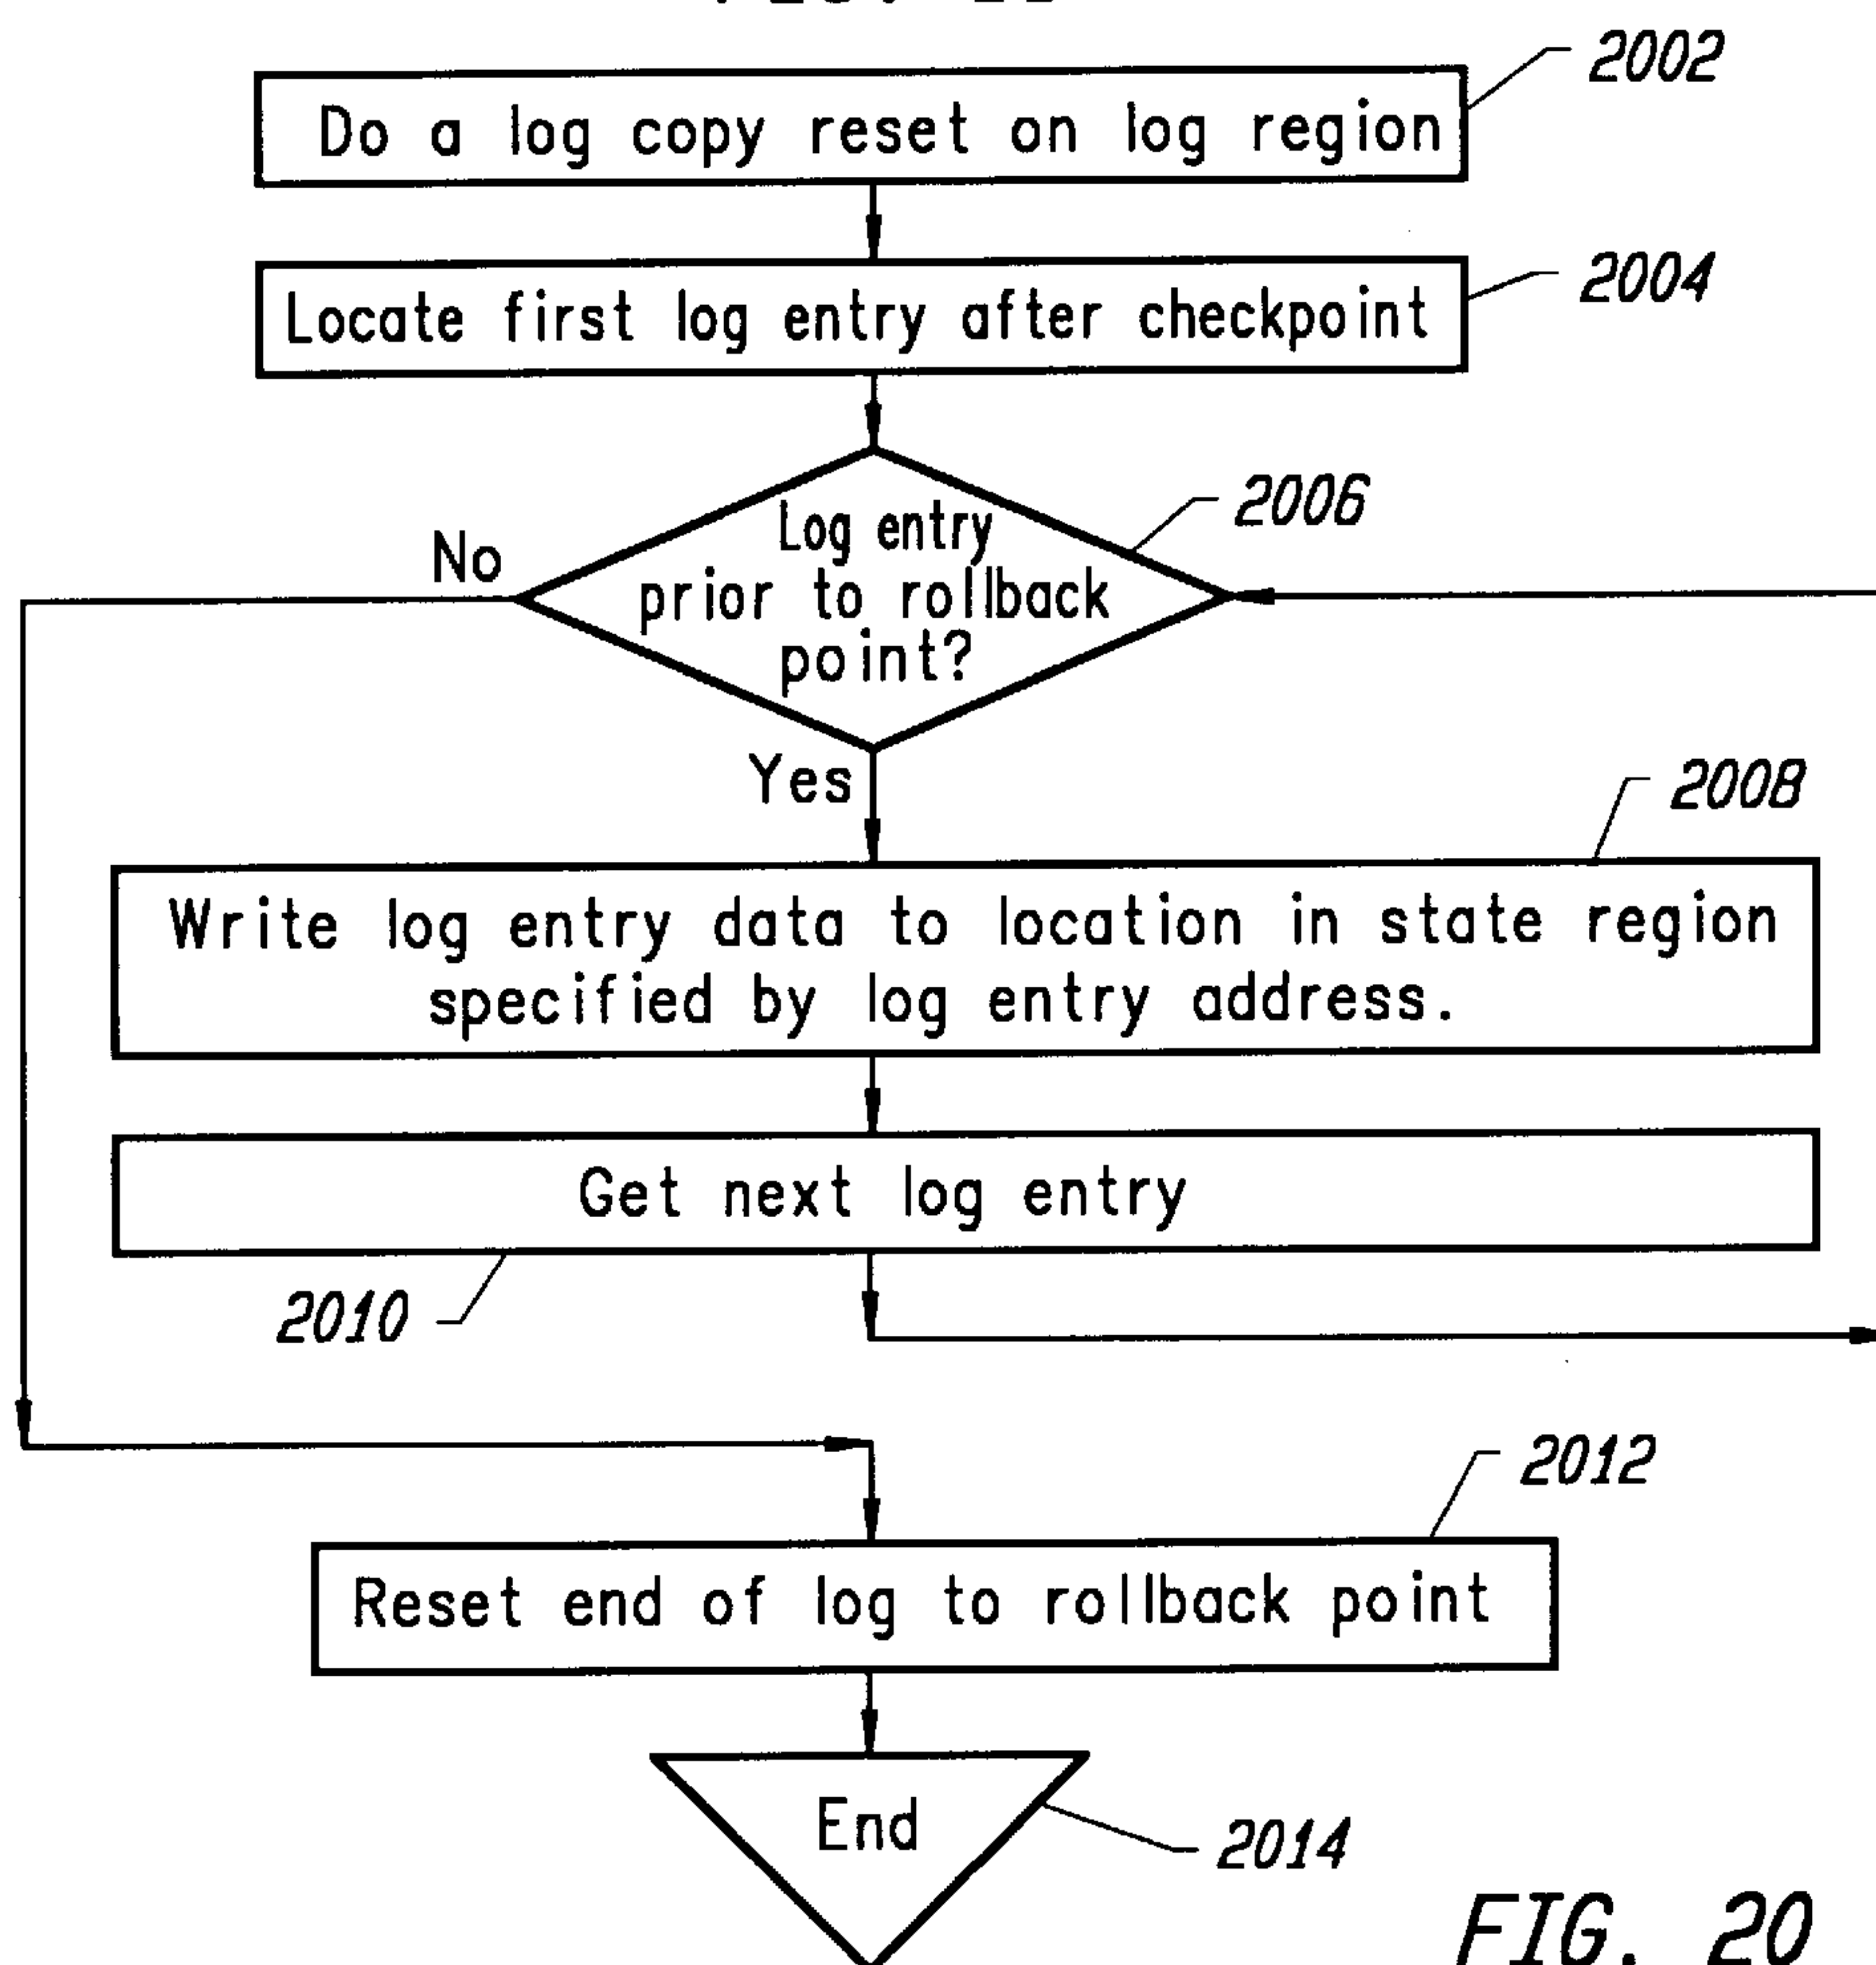 2002
Do a log copy reset on log region
2004
Locate first log entry after checkpoint
2006
No
Log entry
prior to rollback
point?
Yes
2008
Write log entry data to location in state region
specified by log entry address.
Get next log entry
2010
2012
Reset end of log to rollback point
End
2014
FIG. 20